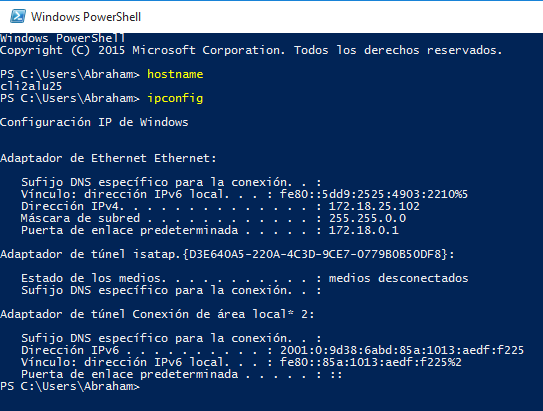 Windows PowerShell
Windows PowerShell
Copyright (C) 2015 Microsoft Corporation. Todos los derechos reservados.
PS C:\Users\Abraham> hostname
cli2alu25
PS C:\Users\Abraham> ipconfig
Configuración IP de Windows
Adaptador de Ethernet Ethernet:
Sufijo DNS específico para la conexión. . :
Vínculo: dirección IPv6 local. . . : fe80::5dd9:2525:4903:2210%5
Dirección IPv4. . . . . . . . . . . . . . : 172.18.25.102
Máscara de subred . . . . . . . . . . . . : 255.255.0.0
Puerta de enlace predeterminada . . . . . : 172.18.0.1
Adaptador de túnel isatap.{D3E640A5-220A-4C3D-9CE7-0779B0B50DF8}:
Estado de los medios. . . . . . . . . . . : medios desconectados
Sufijo DNS específico para la conexión. . :
Adaptador de túnel Conexión de área local* 2:
Sufijo DNS específico para la conexión. . :
Dirección IPv6 . . . . . . . . . . : 2001:0:9d38:6abd:85a:1013:aedf:f225
Vínculo: dirección IPv6 local. . . : fe80::85a:1013:aedf:f225%2
Puerta de enlace predeterminada . . . . . : ::
PS C:\Users\Abraham>